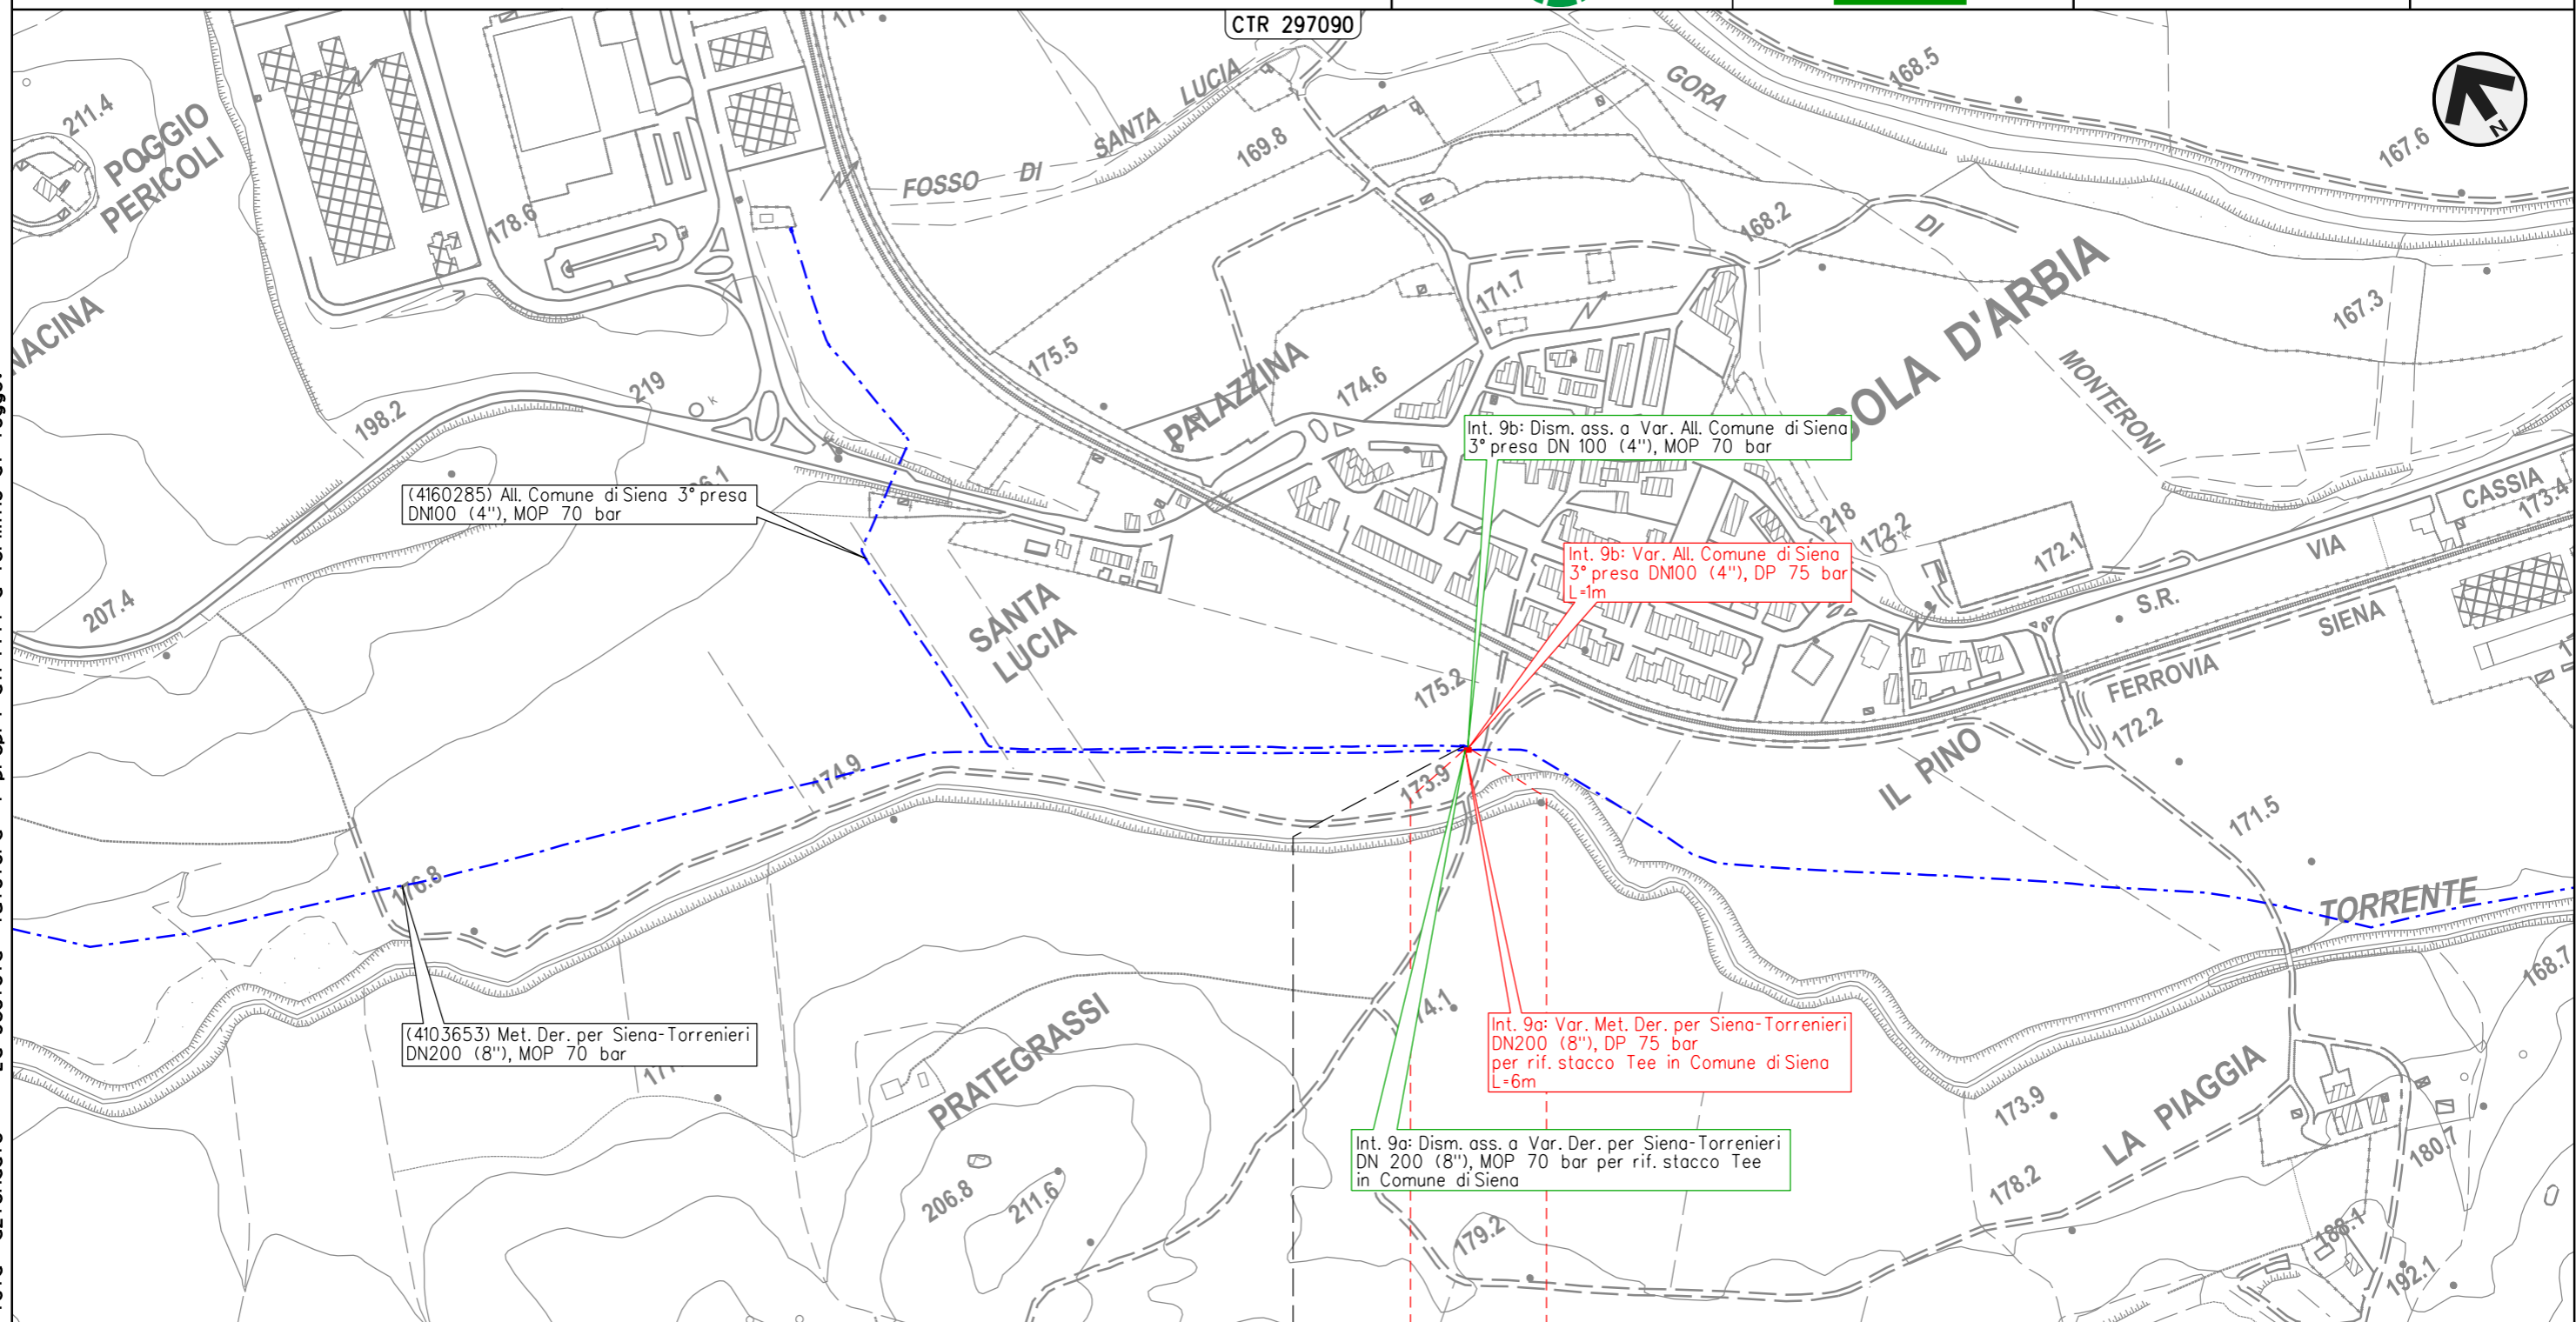 CTR 297090
211.4
POGGIO
PERICOLI
178.6
FOSSO DI SANTA LUCIA
169.8
GORA
168.5
N
167.6
168.2
DI
171.7
ISOLA D'ARBIA
167.3
MONTERONI
175.5
PALAZZINA
174.6
219
k
198.2
Int. 9b: Dism. ass. a Var. All. Comune di Siena
3° presa DN 100 (4"), MOP 70 bar
(4160285) All. Comune di Siena 3° presa
DN100 (4"), MOP 70 bar
218
k
172.2
172.1
CASSIA
173.4
VIA
S.R.
Int. 9b: Var. All. Comune di Siena
3° presa DN100 (4"), DP 75 bar
L=1m
207.4
SANTA
LUCIA
SIENA
FERROVIA
175.2
172.2
IL PINO
174.9
173.9
171.5
176.8
TORRENTE
168.7
(4103653) Met. Der. per Siena-Torrenieri
DN200 (8"), MOP 70 bar
PRATEGRASSI
Int. 9a: Var. Met. Der. per Siena-Torrenieri
DN200 (8"), DP 75 bar
per rif. stacco Tee in Comune di Siena
L=6m
173.9
LA PIAGGIA
180.7
Int. 9a: Dism. ass. a Var. Der. per Siena-Torrenieri
DN 200 (8"), MOP 70 bar per rif. stacco Tee
in Comune di Siena
206.8
211.6
178.2
179.2
188.1
192.1